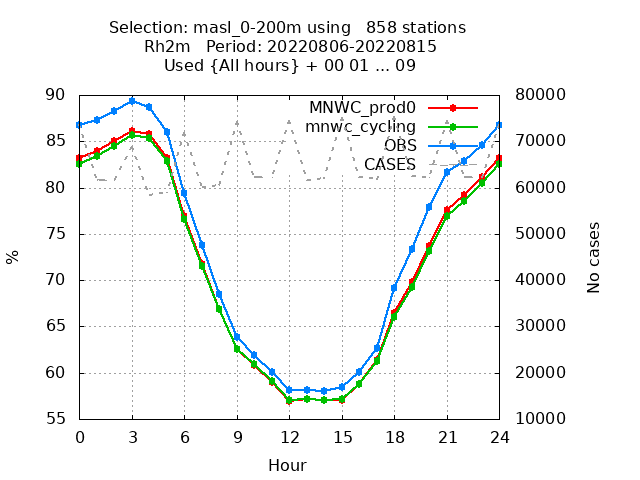 Selection: masl_0-200m using   858 stations
Rh2m   Period: 20220806-20220815
Used {All hours} + 00 01 ... 09
MNWC_prod0
mnwc_cycling
OBS
CASES
90
85
80
75
70
65
60
55
%
80000
70000
60000
50000
40000
30000
20000
10000
No cases
0 3 6 9 12 15 18 21 24
Hour